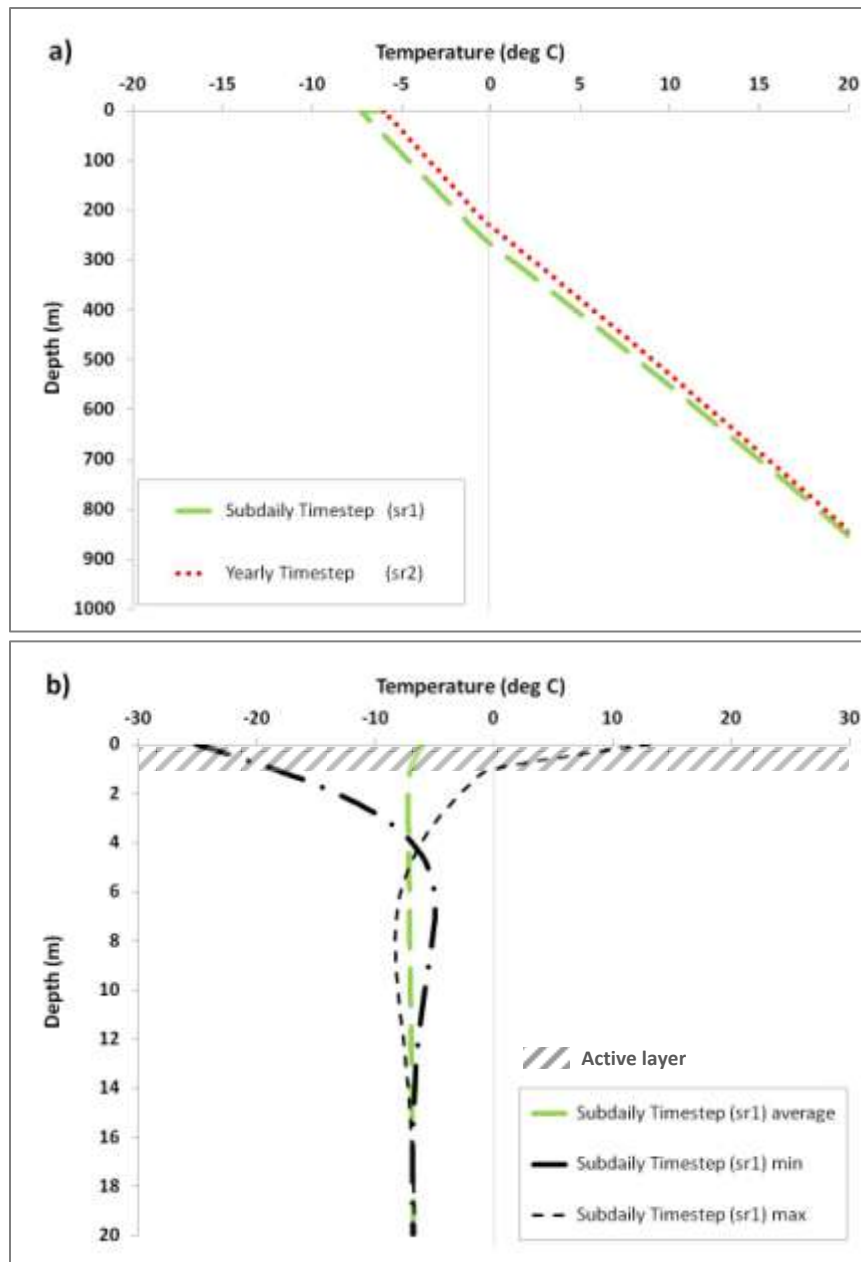 a)
Temperature (deg C)
-20 -15 -10 -5 0 5 10 15 20
0
100
200
300
400
500
600
700
800
900
1000
Depth (m)
Subdaily Timestep (sr1)
Yearly Timestep (sr2)
b)
Temperature (deg C)
-30 -20 -10 0 10 20 30
0
2
4
6
8
10
12
14
16
18
20
Depth (m)
Active layer
Subdaily Timestep (sr1) average
Subdaily Timestep (sr1) min
Subdaily Timestep (sr1) max